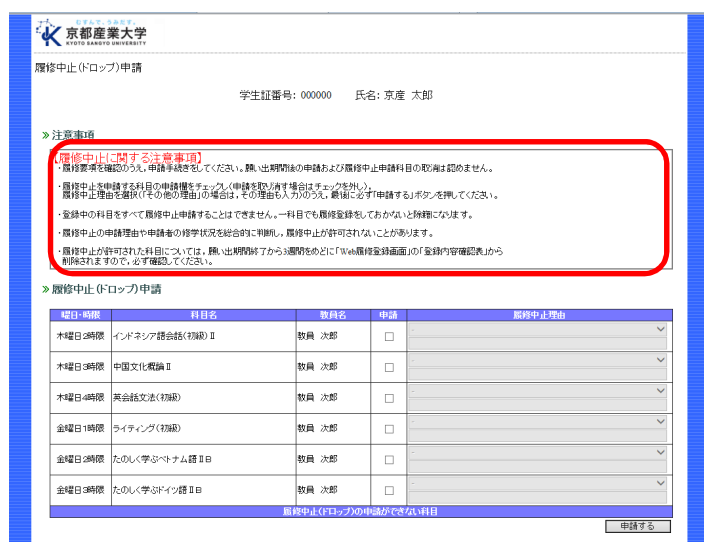 むすんで、うみだす。
京都産業大学
KYOTO SANGYO UNIVERSITY
履修中止(ドロップ)申請
学生証番号: 000000 氏名: 京産 太郎
≫注意事項
【履修中止に関する注意事項】
・履修要項を確認のうえ,申請手続きをしてください。願い出期間後の申請および履修中止申請科目の取消は認めません。
・履修中止を申請する科目の申請欄をチェックし(申請を取り消す場合はチェックを外し),
履修中止理由を選択(「その他の理由」の場合は,その理由も入力)のうえ,最後に必ず「申請する」ボタンを押してください。
・登録中の科目をすべて履修中止申請することはできません。一科目でも履修登録をしておかないと除籍になります。
・履修中止の申請理由や申請者の修学状況を総合的に判断し,履修中止が許可されないことがあります。
・履修中止が許可された科目については,願い出期間終了から3週間をめどに「Web履修登録画面」の「登録内容確認表」から
削除されますので,必ず確認してください。
≫履修中止(ドロップ)申請
曜日・時限 科目名 教員名 申請 履修中止理由
木曜日2時限 インドネシア語会話(初級)Ⅱ 教員 次郎 -
木曜日3時限 中国文化概論Ⅱ 教員 次郎 -
木曜日4時限 英会話文法(初級) 教員 次郎 -
金曜日1時限 ライティング(初級) 教員 次郎 -
金曜日2時限 たのしく学ぶベトナム語ⅡB 教員 次郎 -
金曜日3時限 たのしく学ぶドイツ語ⅡB 教員 次郎 -
履修中止(ドロップ)の申請ができない科目
申請する